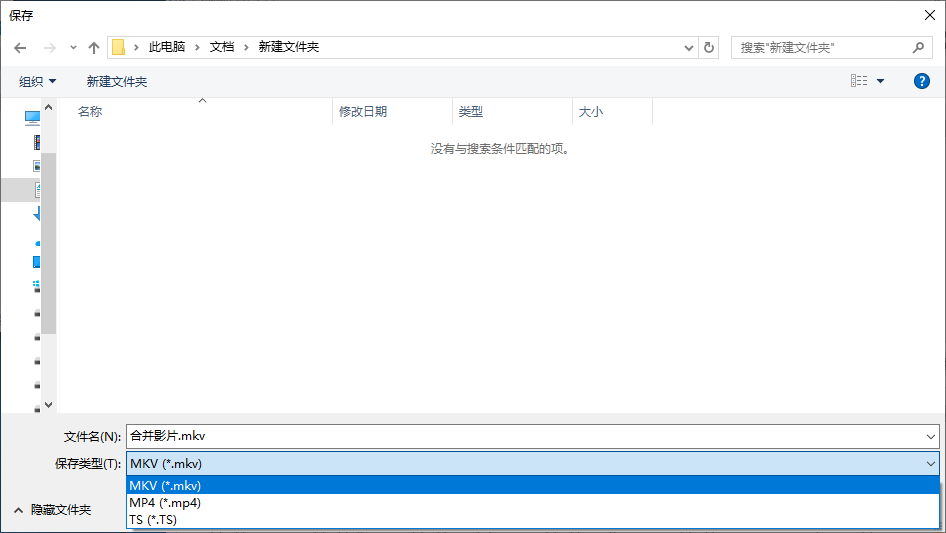 保存
此电脑 › 文档 › 新建文件夹
搜索"新建文件夹"
组织
新建文件夹
?
名称
修改日期
类型
大小
没有与搜索条件匹配的项。
文件名(N):
合并影片.mkv
保存类型(T):
MKV (*.mkv)
MKV (*.mkv)
MP4 (*.mp4)
TS (*.TS)
隐藏文件夹